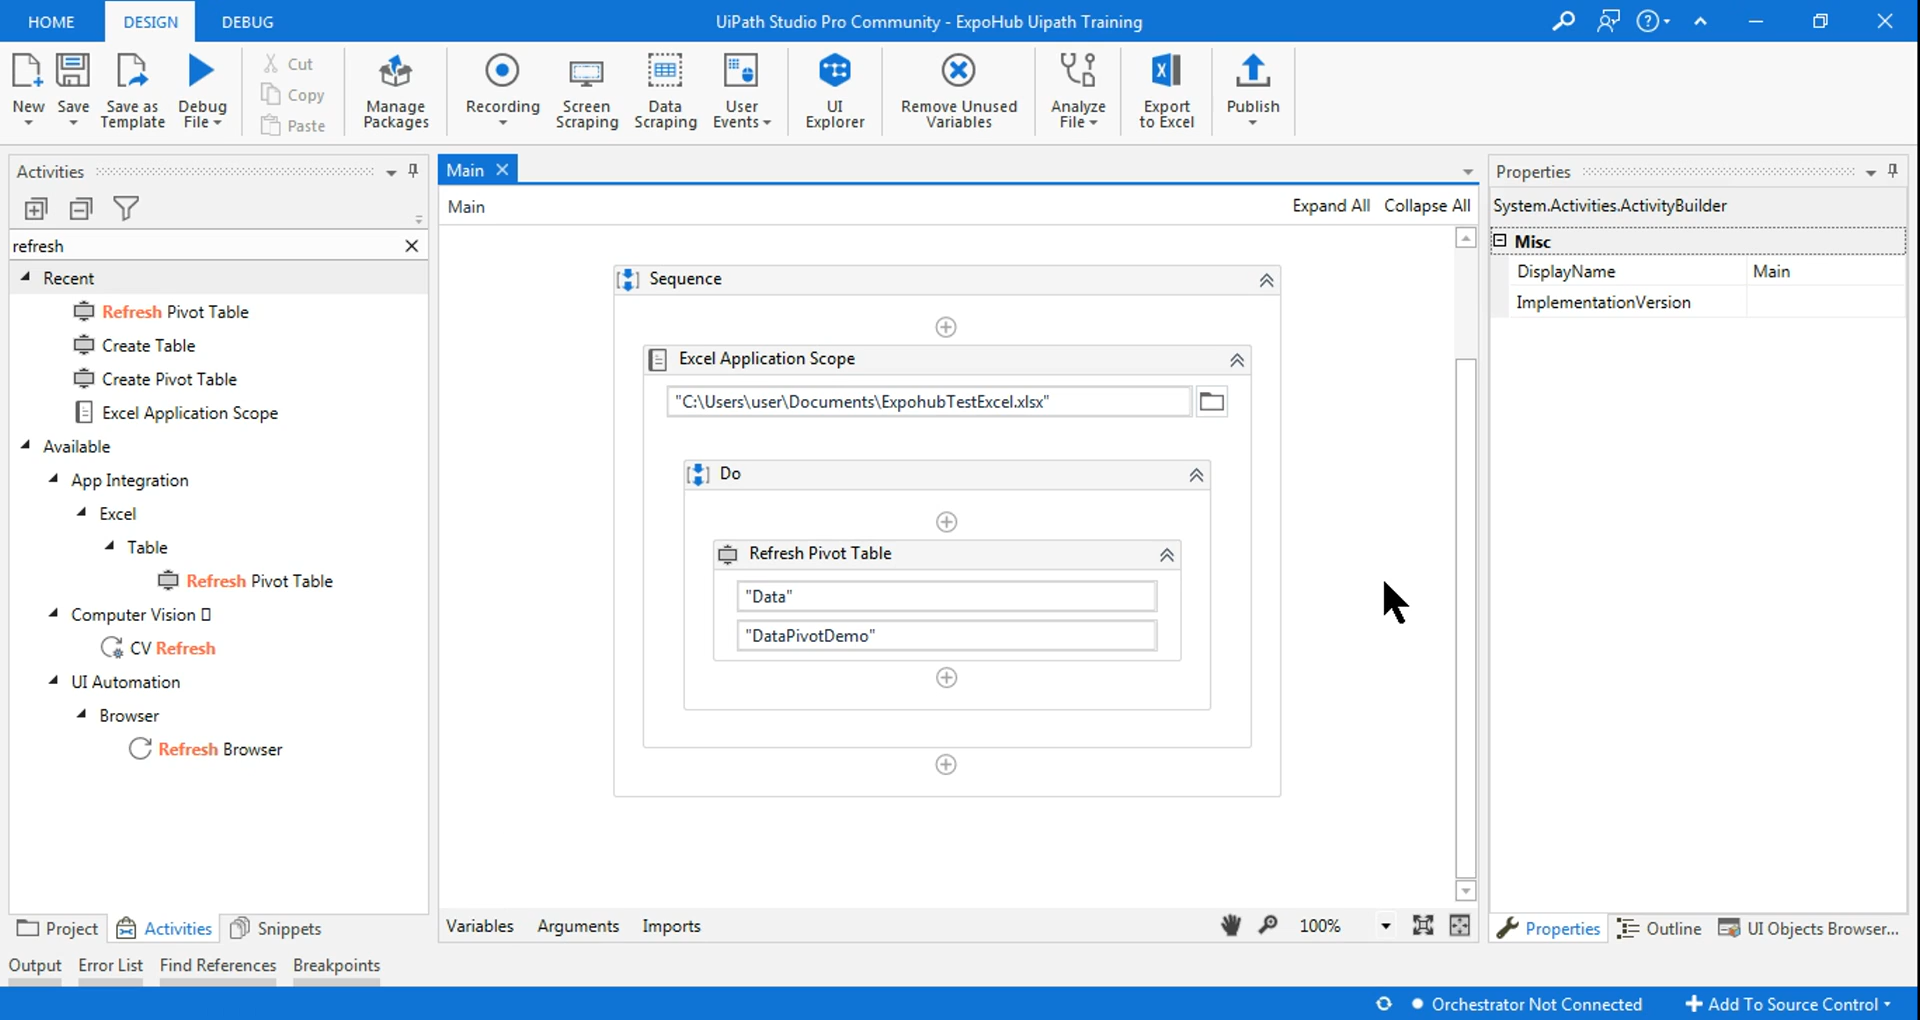 HOME DESIGN DEBUG UiPath Studio Pro Community - ExpoHub Uipath Training
New Save Save as Template Debug File
Cut
Copy
Paste
Manage Packages
Recording
Screen Scraping
Data Scraping
User Events
UI Explorer
Remove Unused Variables
Analyze File
Export to Excel
Publish
Activities
refresh
Recent
Refresh Pivot Table
Create Table
Create Pivot Table
Excel Application Scope
Available
App Integration
Excel
Table
Refresh Pivot Table
Computer Vision
CV Refresh
UI Automation
Browser
Refresh Browser
Project Activities Snippets
Main
Main Expand All Collapse All
Sequence
Excel Application Scope
"C:\Users\user\Documents\ExpohubTestExcel.xlsx"
Do
Refresh Pivot Table
"Data"
"DataPivotDemo"
Variables Arguments Imports 100%
Properties
System.Activities.ActivityBuilder
Misc
DisplayName Main
ImplementationVersion
Properties Outline UI Objects Browser...
Output Error List Find References Breakpoints
Orchestrator Not Connected Add To Source Control